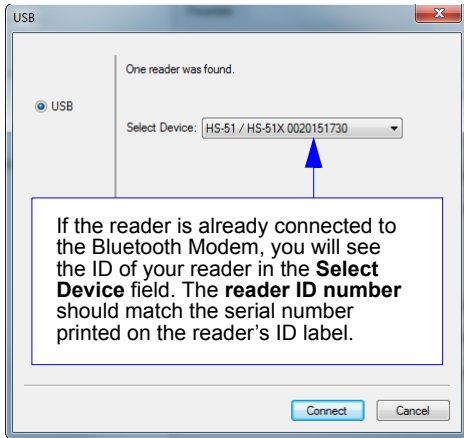 USB
One reader was found.
USB
Select Device: HS-51 / HS-51X 0020151730
If the reader is already connected to
the Bluetooth Modem, you will see
the ID of your reader in the Select
Device field. The reader ID number
should match the serial number
printed on the reader's ID label.
Connect Cancel